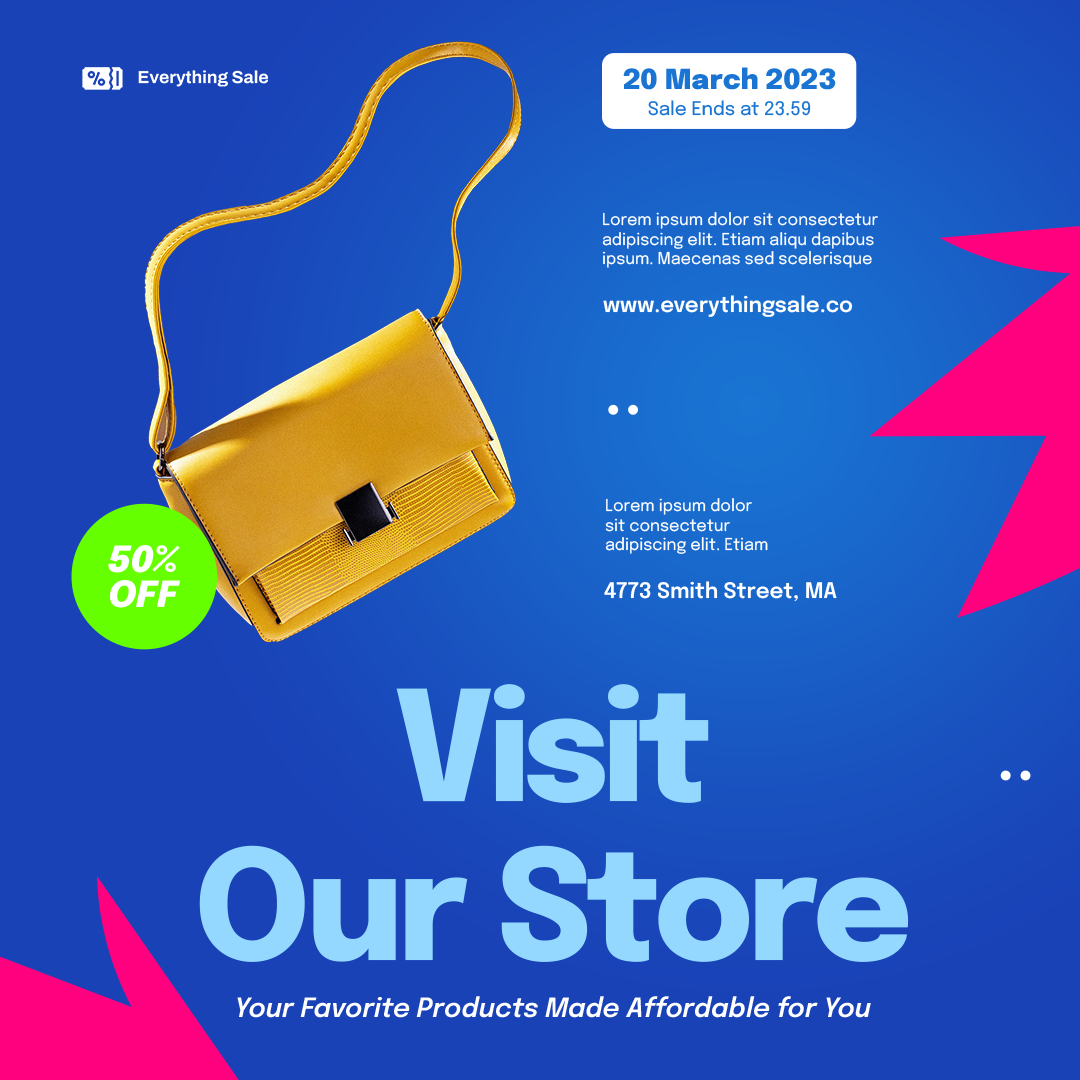 Everything Sale
20 March 2023
Sale Ends at 23.59
Lorem ipsum dolor sit consectetur
adipiscing elit. Etiam aliqu dapibus
ipsum. Maecenas sed scelerisque
www.everythingsale.co
Lorem ipsum dolor
sit consectetur
adipiscing elit. Etiam
4773 Smith Street, MA
50%
OFF
Visit
Our Store
Your Favorite Products Made Affordable for You